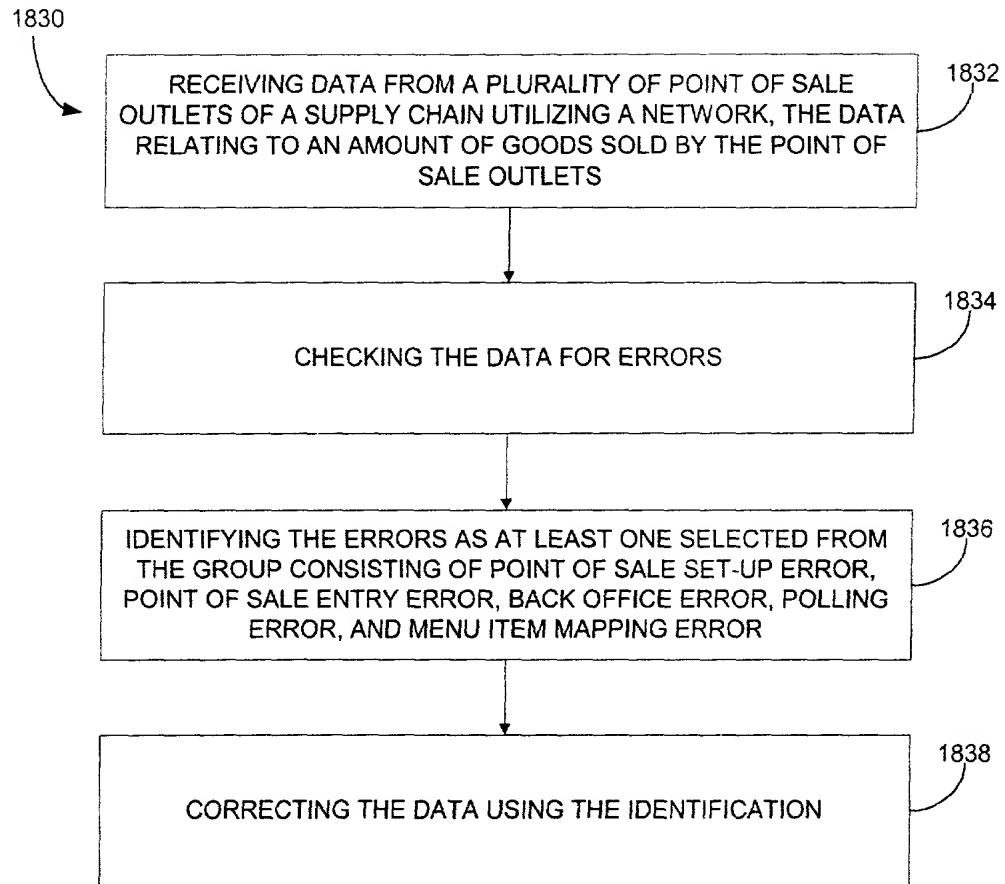 1830
RECEIVING DATA FROM A PLURALITY OF POINT OF SALE
OUTLETS OF A SUPPLY CHAIN UTILIZING A NETWORK, THE DATA
RELATING TO AN AMOUNT OF GOODS SOLD BY THE POINT OF
SALE OUTLETS
1832
CHECKING THE DATA FOR ERRORS
1834
IDENTIFYING THE ERRORS AS AT LEAST ONE SELECTED FROM
THE GROUP CONSISTING OF POINT OF SALE SET-UP ERROR,
POINT OF SALE ENTRY ERROR, BACK OFFICE ERROR, POLLING
ERROR, AND MENU ITEM MAPPING ERROR
1836
CORRECTING THE DATA USING THE IDENTIFICATION
1838